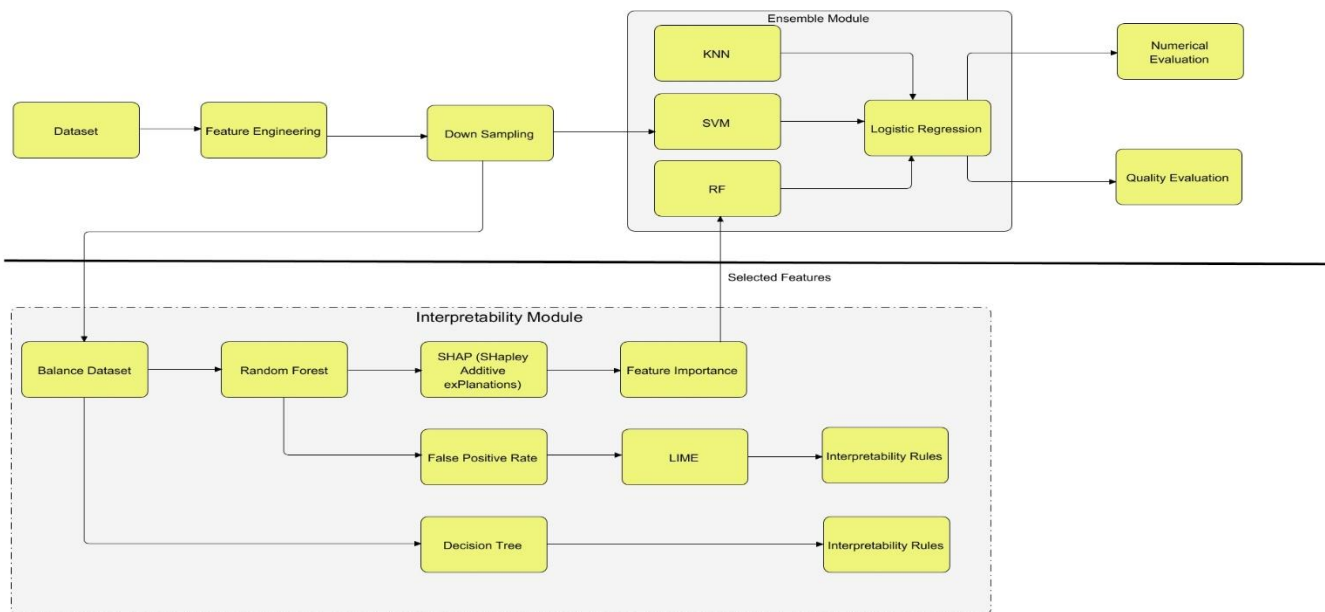 Ensemble Module
KNN
Numerical
Evaluation
Dataset
Feature Engineering
Down Sampling
SVM
Logistic Regression
RF
Quality Evaluation
Selected Features
Interpretability Module
Balance Dataset
Random Forest
SHAP (SHapley
Additive
exPlanations)
Feature Importance
False Positive Rate
LIME
Interpretability Rules
Decision Tree
Interpretability Rules